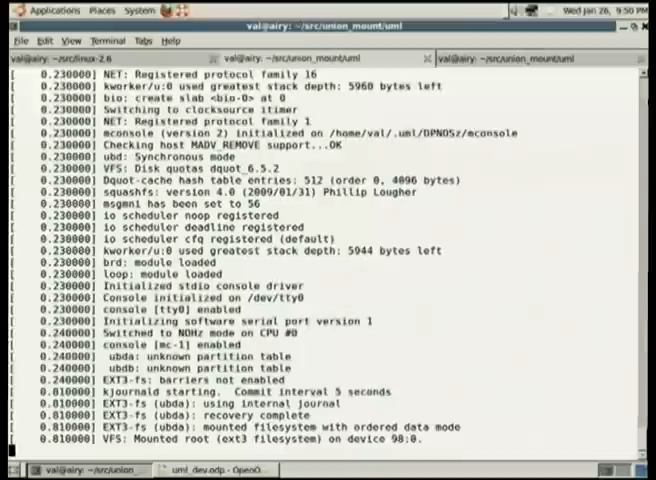 Applications Places System Wed Jan 26, 9:50 PM
val@airy: ~/src/union_mount/uml
File Edit View Terminal Tabs Help
val@airy: ~/src/linux-2.6 val@airy: ~/src/union_mount/uml val@airy: ~/src/union_mount/uml
[ 0.230000] NET: Registered protocol family 16
[ 0.230000] kworker/u:0 used greatest stack depth: 5960 bytes left
[ 0.230000] bio: create slab <bio-0> at 0
[ 0.230000] Switching to clocksource itimer
[ 0.230000] NET: Registered protocol family 1
[ 0.230000] mconsole (version 2) initialized on /home/val/.uml/DPNOSz/mconsole
[ 0.230000] Checking host MADV_REMOVE support...OK
[ 0.230000] ubd: Synchronous mode
[ 0.230000] VFS: Disk quotas dquot_6.5.2
[ 0.230000] Dquot-cache hash table entries: 512 (order 0, 4096 bytes)
[ 0.230000] squashfs: version 4.0 (2009/01/31) Phillip Lougher
[ 0.230000] msgmni has been set to 56
[ 0.230000] io scheduler noop registered
[ 0.230000] io scheduler deadline registered
[ 0.230000] io scheduler cfq registered (default)
[ 0.230000] kworker/u:0 used greatest stack depth: 5944 bytes left
[ 0.230000] brd: module loaded
[ 0.230000] loop: module loaded
[ 0.230000] Initialized stdio console driver
[ 0.230000] Console initialized on /dev/tty0
[ 0.230000] console [tty0] enabled
[ 0.230000] Initializing software serial port version 1
[ 0.240000] Switched to NOHz mode on CPU #0
[ 0.240000] console [mc-1] enabled
[ 0.240000] ubda: unknown partition table
[ 0.240000] ubdb: unknown partition table
[ 0.240000] EXT3-fs: barriers not enabled
[ 0.810000] kjournald starting. Commit interval 5 seconds
[ 0.810000] EXT3-fs (ubda): using internal journal
[ 0.810000] EXT3-fs (ubda): recovery complete
[ 0.810000] EXT3-fs (ubda): mounted filesystem with ordered data mode
[ 0.810000] VFS: Mounted root (ext3 filesystem) on device 98:0.
val@airy: ~/src/union_... uml_dev.odp - OpenO...